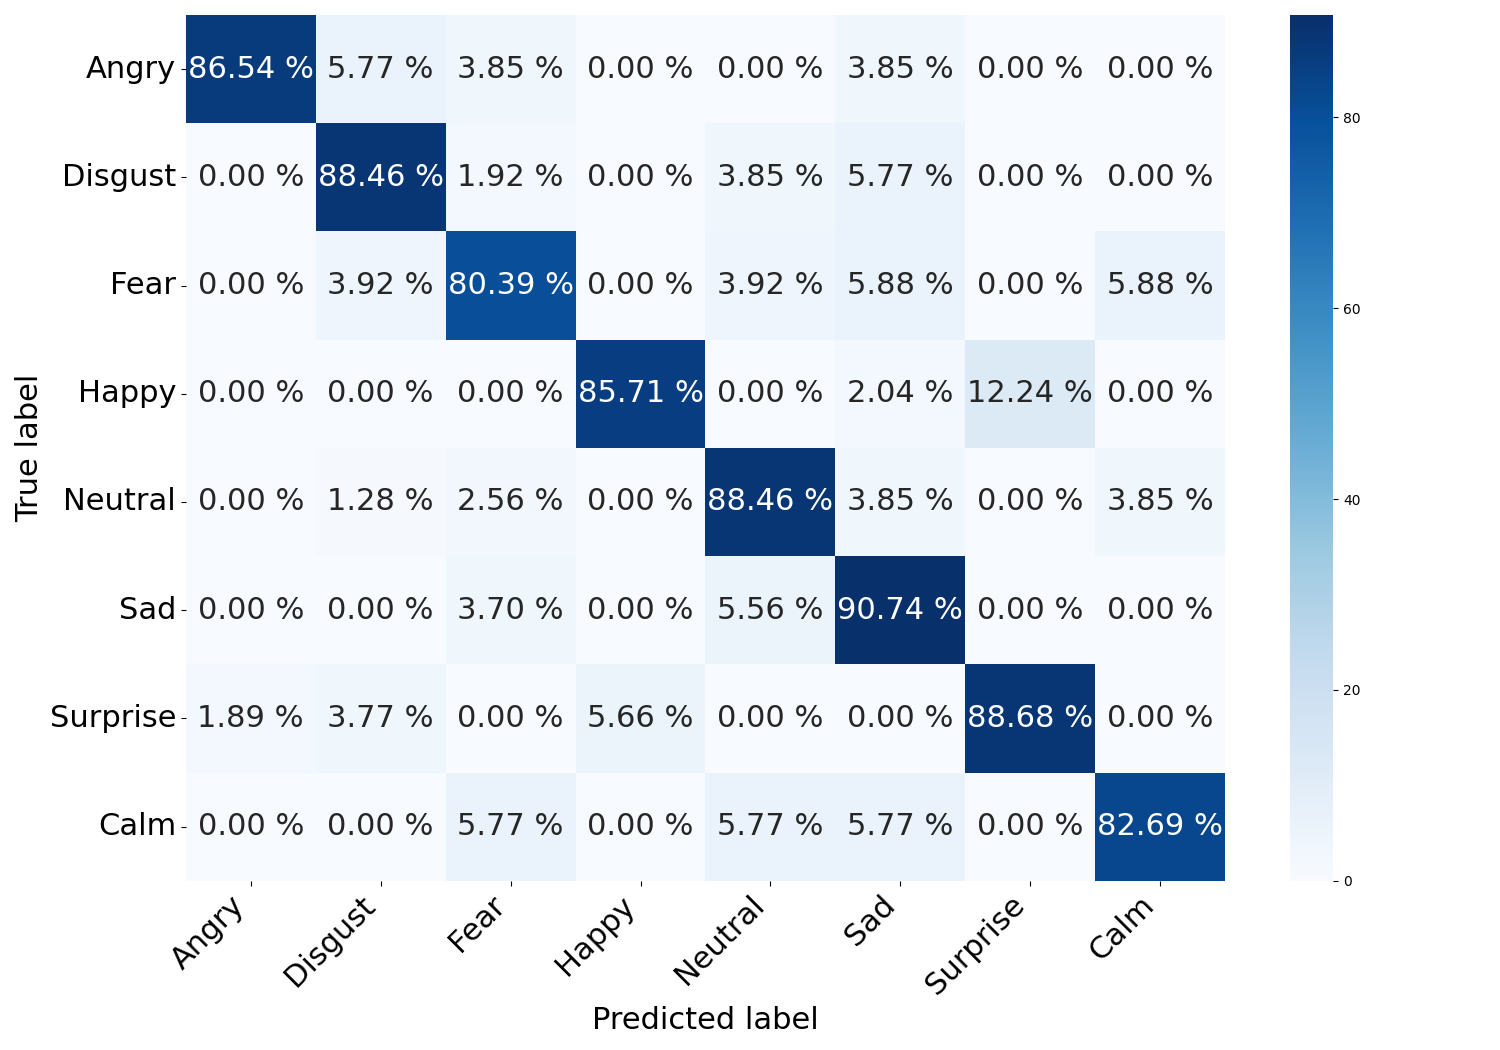 Angry 86.54 % 5.77 % 3.85 % 0.00 % 0.00 % 3.85 % 0.00 % 0.00 %
Disgust 0.00 % 88.46 % 1.92 % 0.00 % 3.85 % 5.77 % 0.00 % 0.00 %
Fear 0.00 % 3.92 % 80.39 % 0.00 % 3.92 % 5.88 % 0.00 % 5.88 %
Happy 0.00 % 0.00 % 0.00 % 85.71 % 0.00 % 2.04 % 12.24 % 0.00 %
Neutral 0.00 % 1.28 % 2.56 % 0.00 % 88.46 % 3.85 % 0.00 % 3.85 %
Sad 0.00 % 0.00 % 3.70 % 0.00 % 5.56 % 90.74 % 0.00 % 0.00 %
Surprise 1.89 % 3.77 % 0.00 % 5.66 % 0.00 % 0.00 % 88.68 % 0.00 %
Calm 0.00 % 0.00 % 5.77 % 0.00 % 5.77 % 5.77 % 0.00 % 82.69 %
True label
Angry Disgust Fear Happy Neutral Sad Surprise Calm
Predicted label
80
60
40
20
0